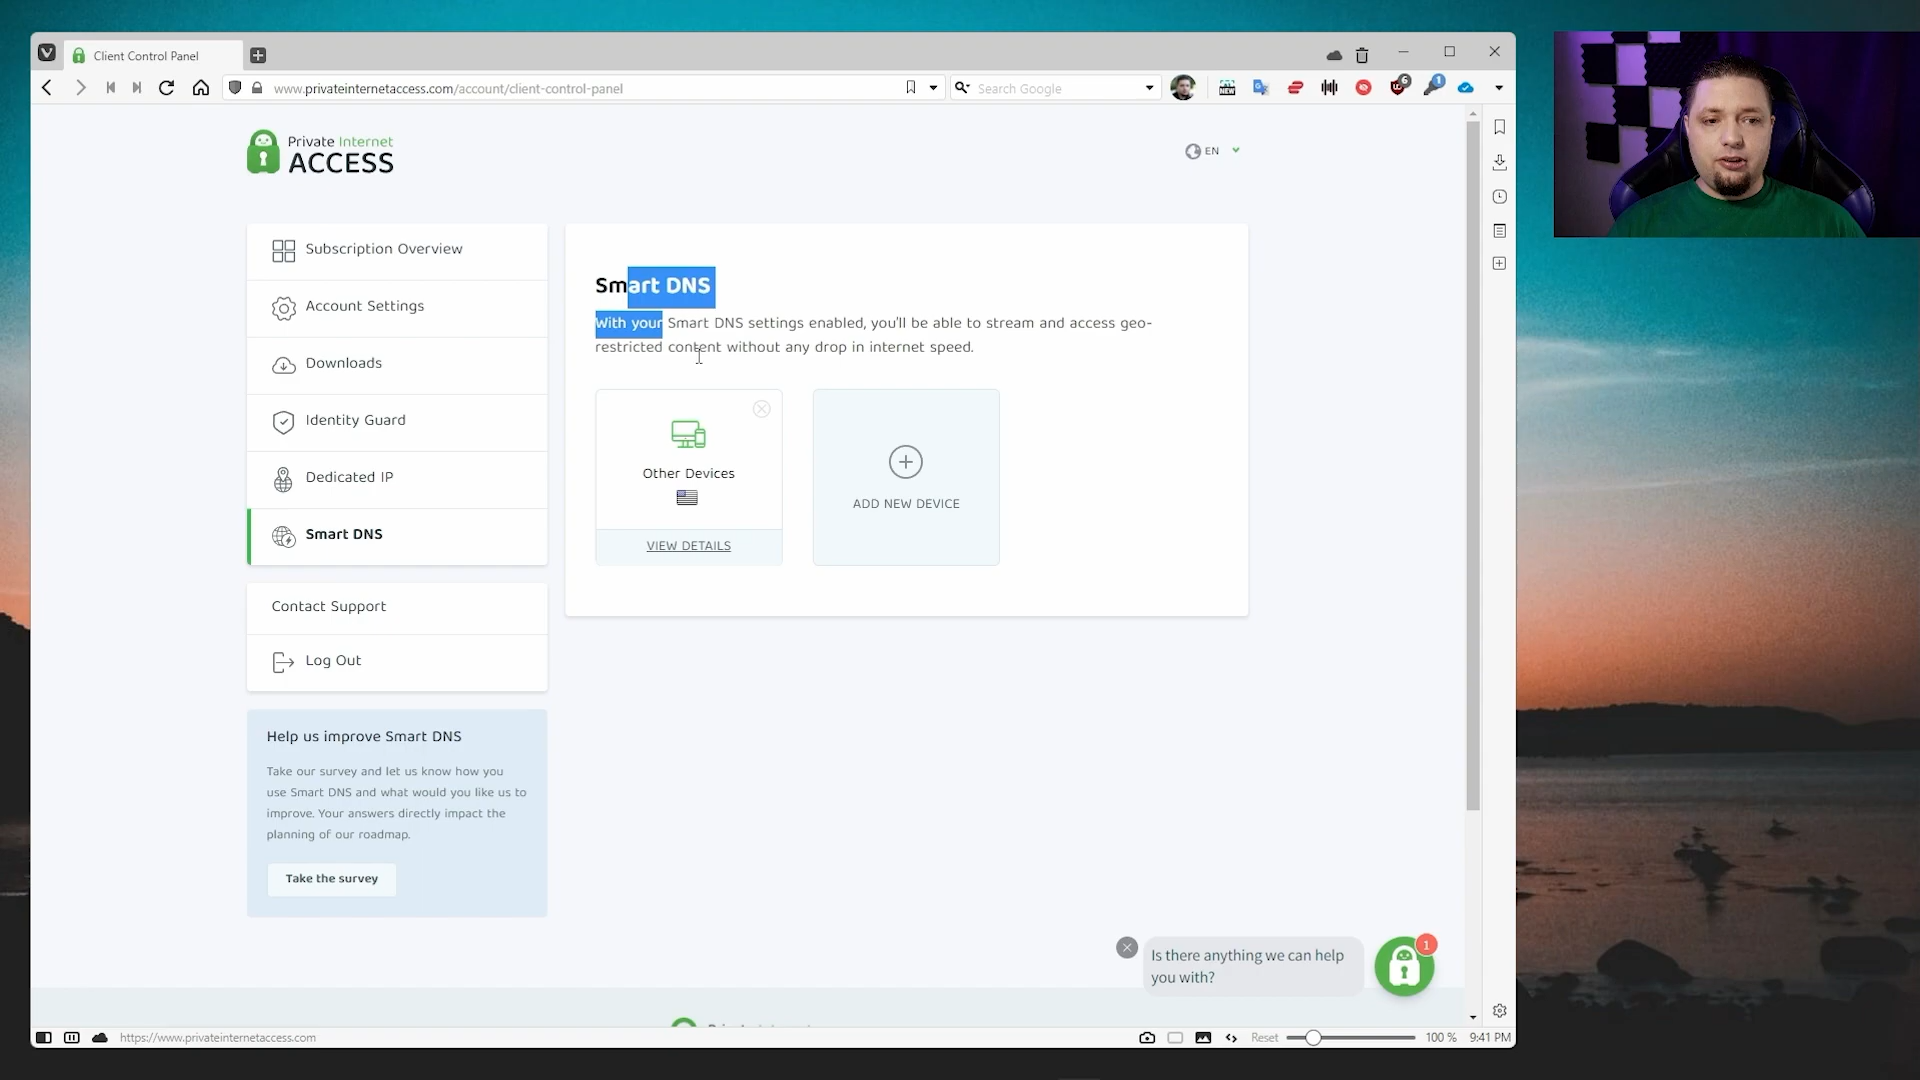 Client Control Panel
www.privateinternetaccess.com/account/client-control-panel
Search Google
NEW
6
1
Private Internet
ACCESS
EN
Subscription Overview
Account Settings
Downloads
Identity Guard
Dedicated IP
Smart DNS
Contact Support
Log Out
Help us improve Smart DNS
Take our survey and let us know how you
use Smart DNS and what would you like us to
improve. Your answers directly impact the
planning of our roadmap.
Take the survey
Smart DNS
With your Smart DNS settings enabled, you'll be able to stream and access geo-
restricted content without any drop in internet speed.
Other Devices
VIEW DETAILS
ADD NEW DEVICE
Is there anything we can help
you with?
1
https://www.privateinternetaccess.com
Reset
100 %
9:41 PM